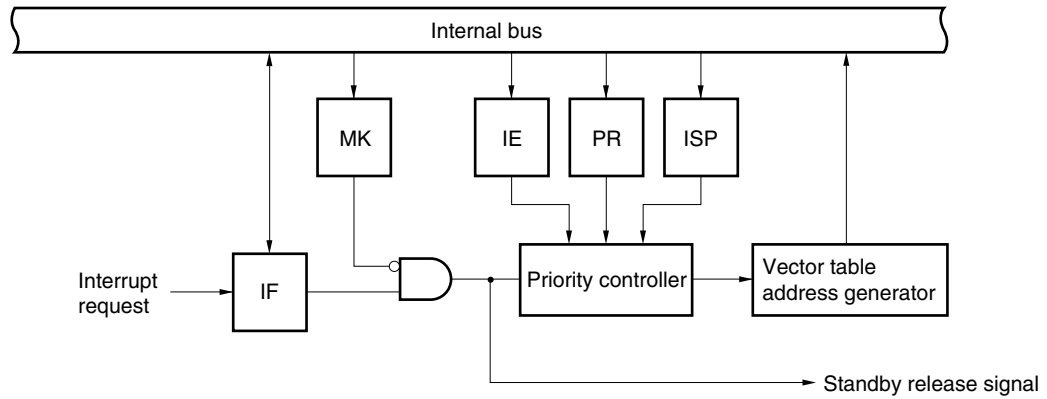 Internal bus
MK
IE
PR
ISP
Interrupt
request
IF
Priority controller
Vector table
address generator
Standby release signal